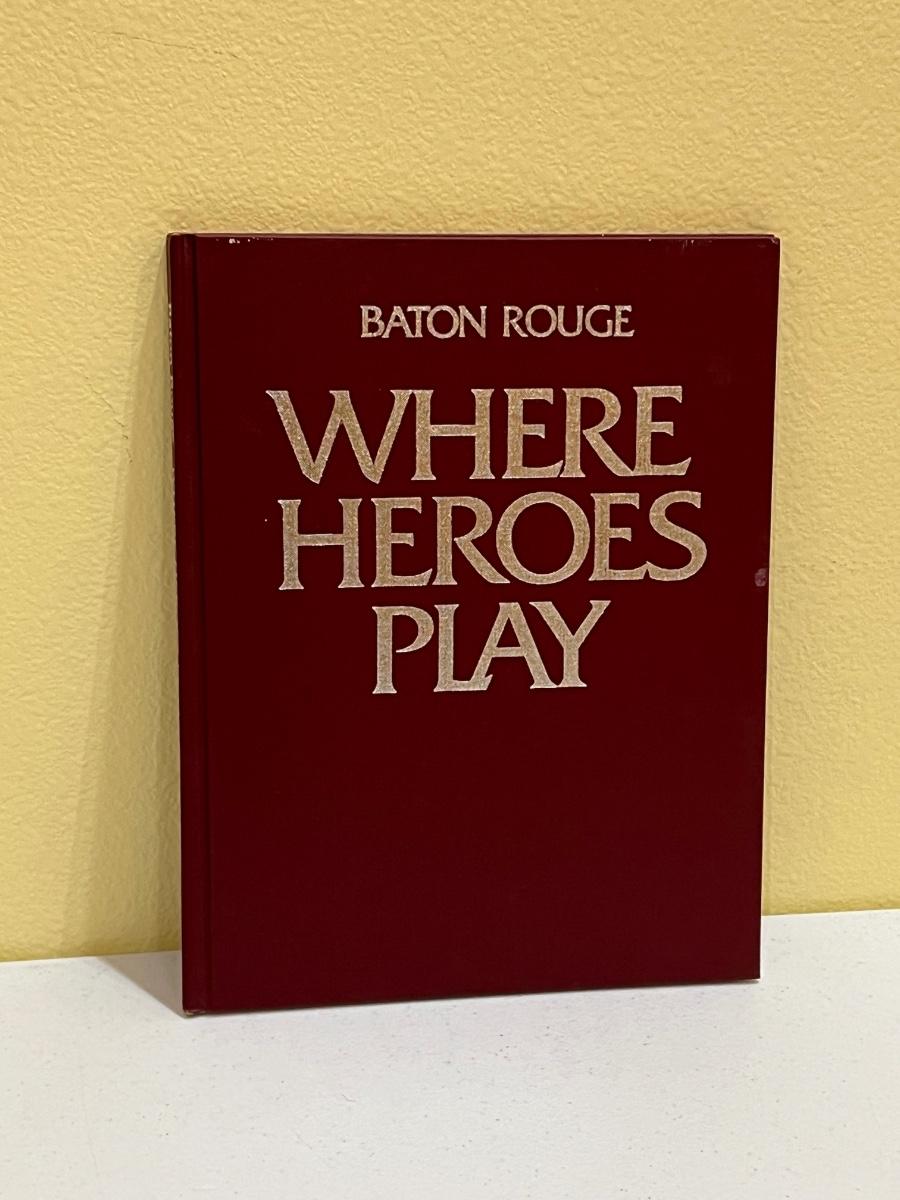 BATON ROUGE
WHERE
HEROES
PLAY